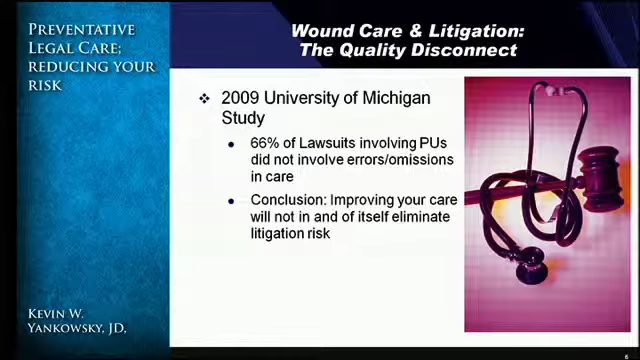 PREVENTATIVE
LEGAL CARE;
REDUCING YOUR
RISK
Wound Care & Litigation:
The Quality Disconnect
❖ 2009 University of Michigan
Study
• 66% of Lawsuits involving PUs
did not involve errors/omissions
in care
• Conclusion: Improving your care
will not in and of itself eliminate
litigation risk
KEVIN W.
YANKOWSKY, JD,